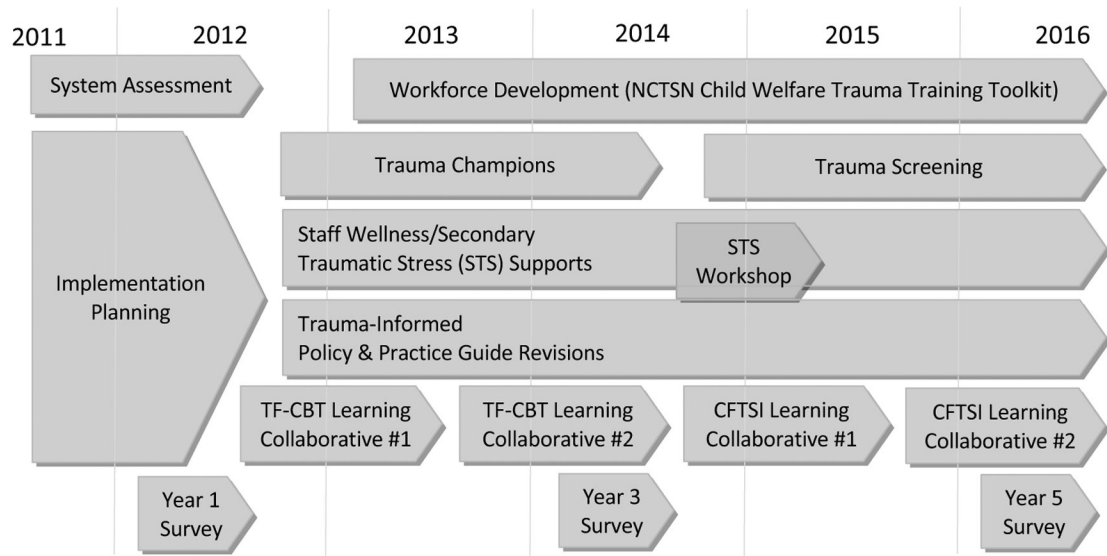 2011 2012 2013 2014 2015 2016
System Assessment
Workforce Development (NCTSN Child Welfare Trauma Training Toolkit)
Trauma Champions
Trauma Screening
Staff Wellness/Secondary
Traumatic Stress (STS) Supports
STS
Workshop
Implementation
Planning
Trauma-Informed
Policy & Practice Guide Revisions
TF-CBT Learning
Collaborative #1
TF-CBT Learning
Collaborative #2
CFTSI Learning
Collaborative #1
CFTSI Learning
Collaborative #2
Year 1
Survey
Year 3
Survey
Year 5
Survey